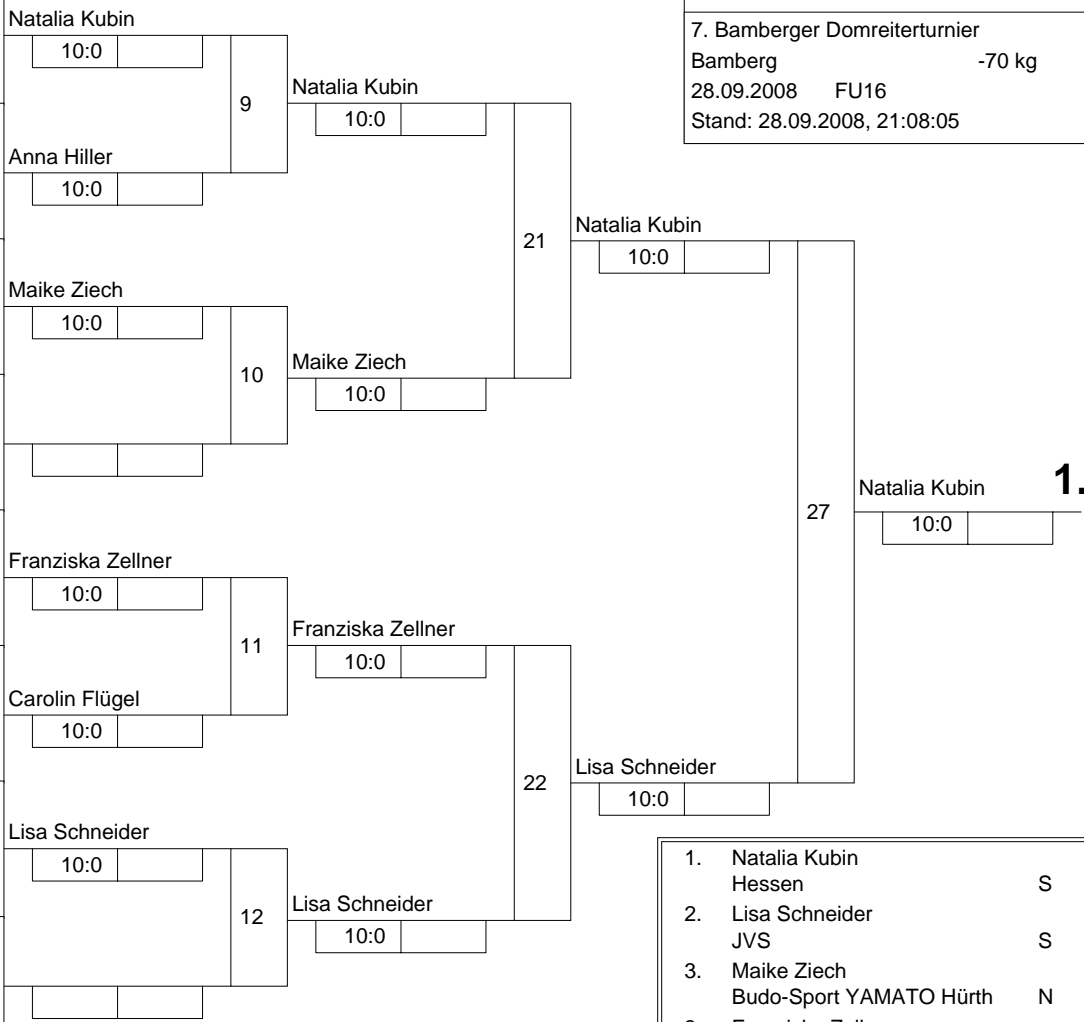 Natalia Kubin
10:0
9
Anna Hiller
10:0
Maike Ziech
10:0
10
Franziska Zellner
10:0
11
Carolin Flügel
10:0
Lisa Schneider
10:0
12
Natalia Kubin
10:0
21
Maike Ziech
10:0
Franziska Zellner
10:0
22
Lisa Schneider
10:0
Natalia Kubin
10:0
27
Lisa Schneider
10:0
Natalia Kubin 1.
10:0
7. Bamberger Domreiterturnier
Bamberg -70 kg
28.09.2008 FU16
Stand: 28.09.2008, 21:08:05
1. Natalia Kubin
Hessen S
2. Lisa Schneider
JVS S
3. Maike Ziech
Budo-Sport YAMATO Hürth N